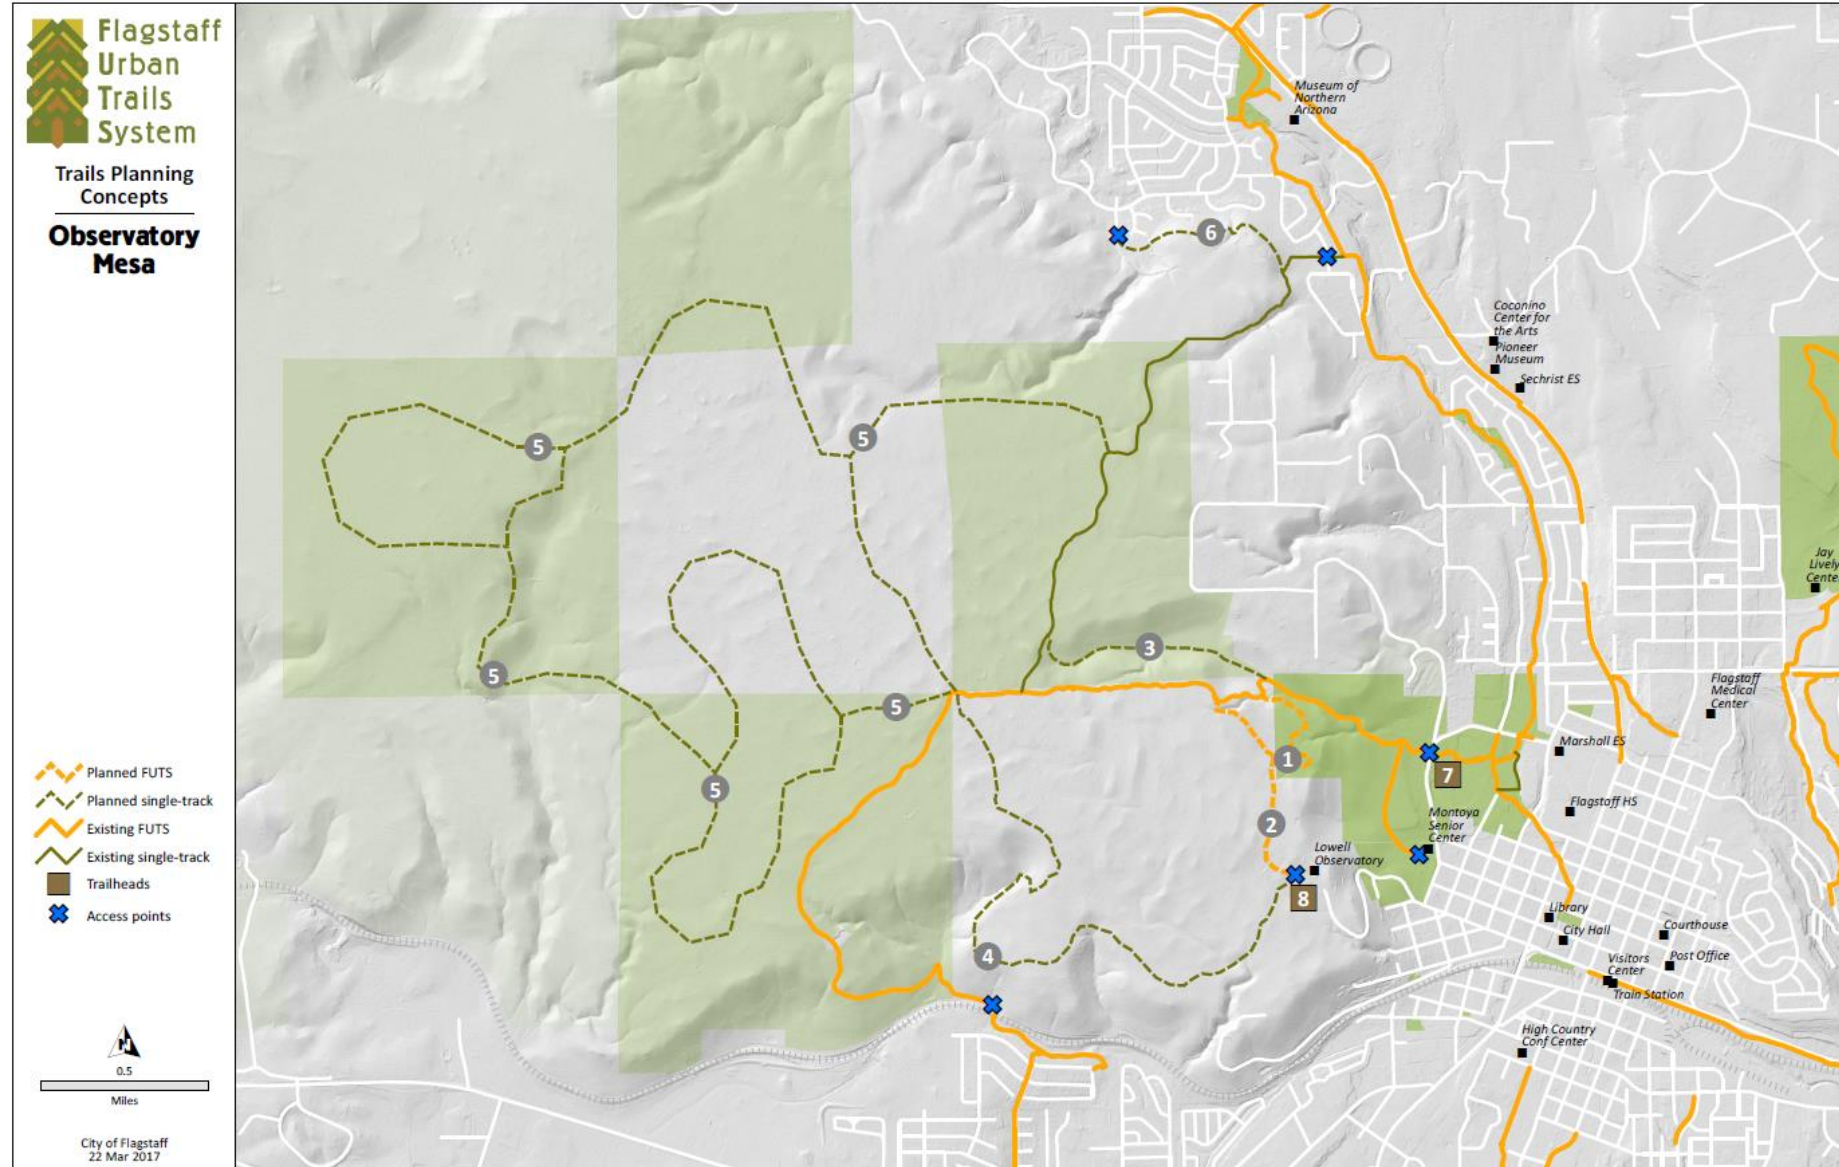 Flagstaff
Urban
Trails
System
Trails Planning
Concepts
Observatory
Mesa
Planned FUTS
Planned single-track
Existing FUTS
Existing single-track
Trailheads
Access points
N
0.5
Miles
City of Flagstaff
22 Mar 2017
Museum of
Northern
Arizona
6
Coconino
Center for
the Arts
Pioneer
Museum
Sechrist ES
5
5
Jay
Lively
Cente
3
5
5
Flagstaff
Medical
Center
Marshall ES
1
7
5
Flagstaff HS
2
Montoya
Senior
Center
Lowell
Observatory
8
Library
City Hall
Courthouse
4
Visitors
Center
Post Office
Train Station
High Country
Conf Center